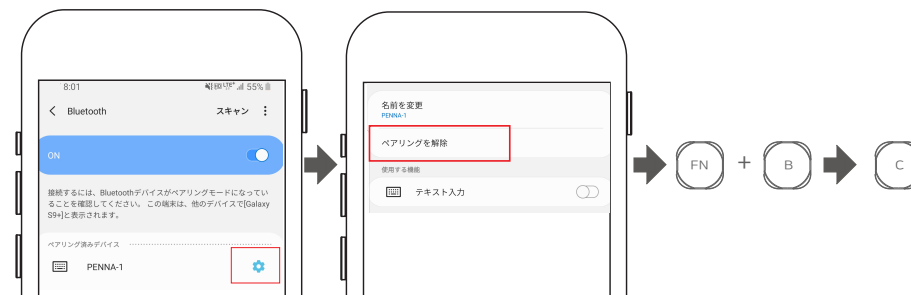 8:01
55%
Bluetooth
スキャン
ON
接続するには、Bluetoothデバイスがペアリングモードになってい
ることを確認してください。 この端末は、他のデバイスで[Galaxy
S9+]と表示されます。
ペアリング済みデバイス
PENNA-1
名前を変更
PENNA-1
ペアリングを解除
使用する機能
テキスト入力
FN + B
C